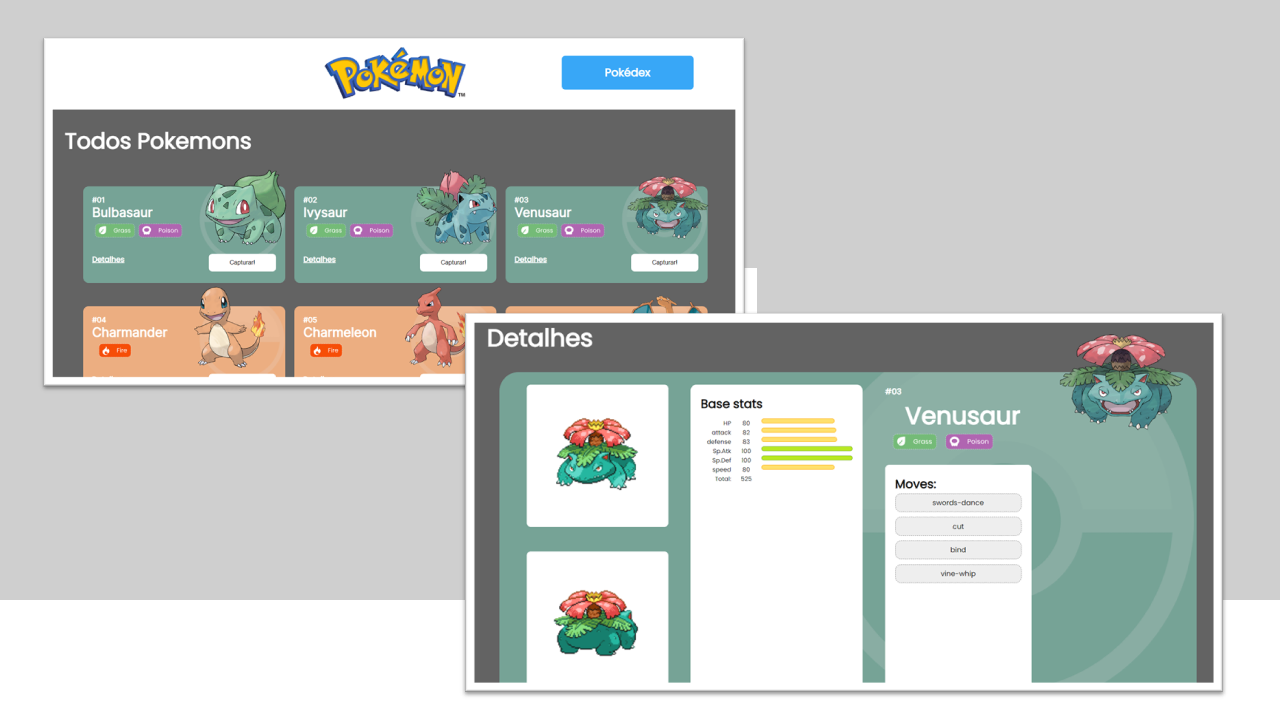 POKéMON
TM
Pokédex
Todos Pokemons
#01
Bulbasaur
Grass Poison
Detalhes Capturar!
#02
Ivysaur
Grass Poison
Detalhes Capturar!
#03
Venusaur
Grass Poison
Detalhes Capturar!
#04
Charmander
Fire
#05
Charmeleon
Fire
Detalhes
Base stats
HP 80
attack 82
defense 83
Sp.Atk 100
Sp.Def 100
speed 80
Total: 525
#03
Venusaur
Grass Poison
Moves:
swords-dance
cut
bind
vine-whip